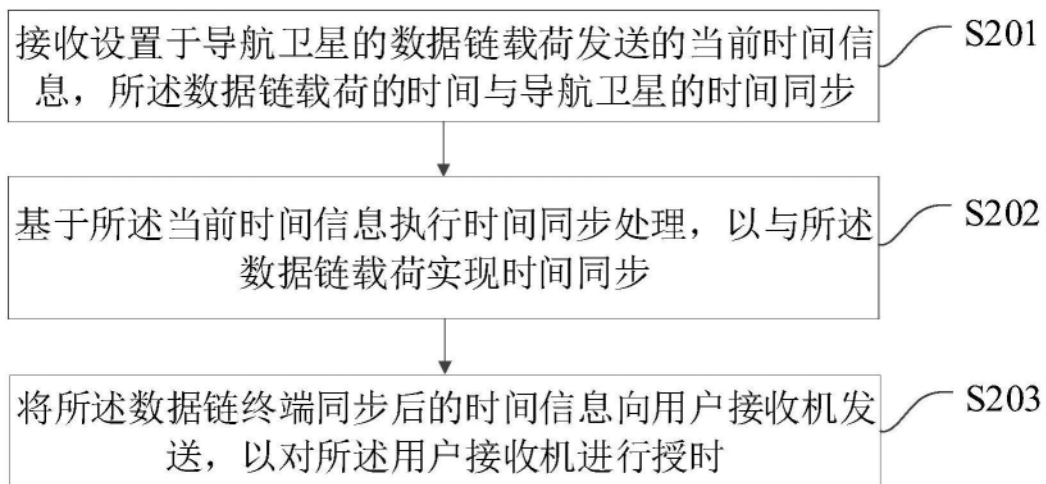 接收设置于导航卫星的数据链载荷发送的当前时间信
息，所述数据链载荷的时间与导航卫星的时间同步
S201
基于所述当前时间信息执行时间同步处理，以与所述
数据链载荷实现时间同步
S202
将所述数据链终端同步后的时间信息向用户接收机发
送，以对所述用户接收机进行授时
S203